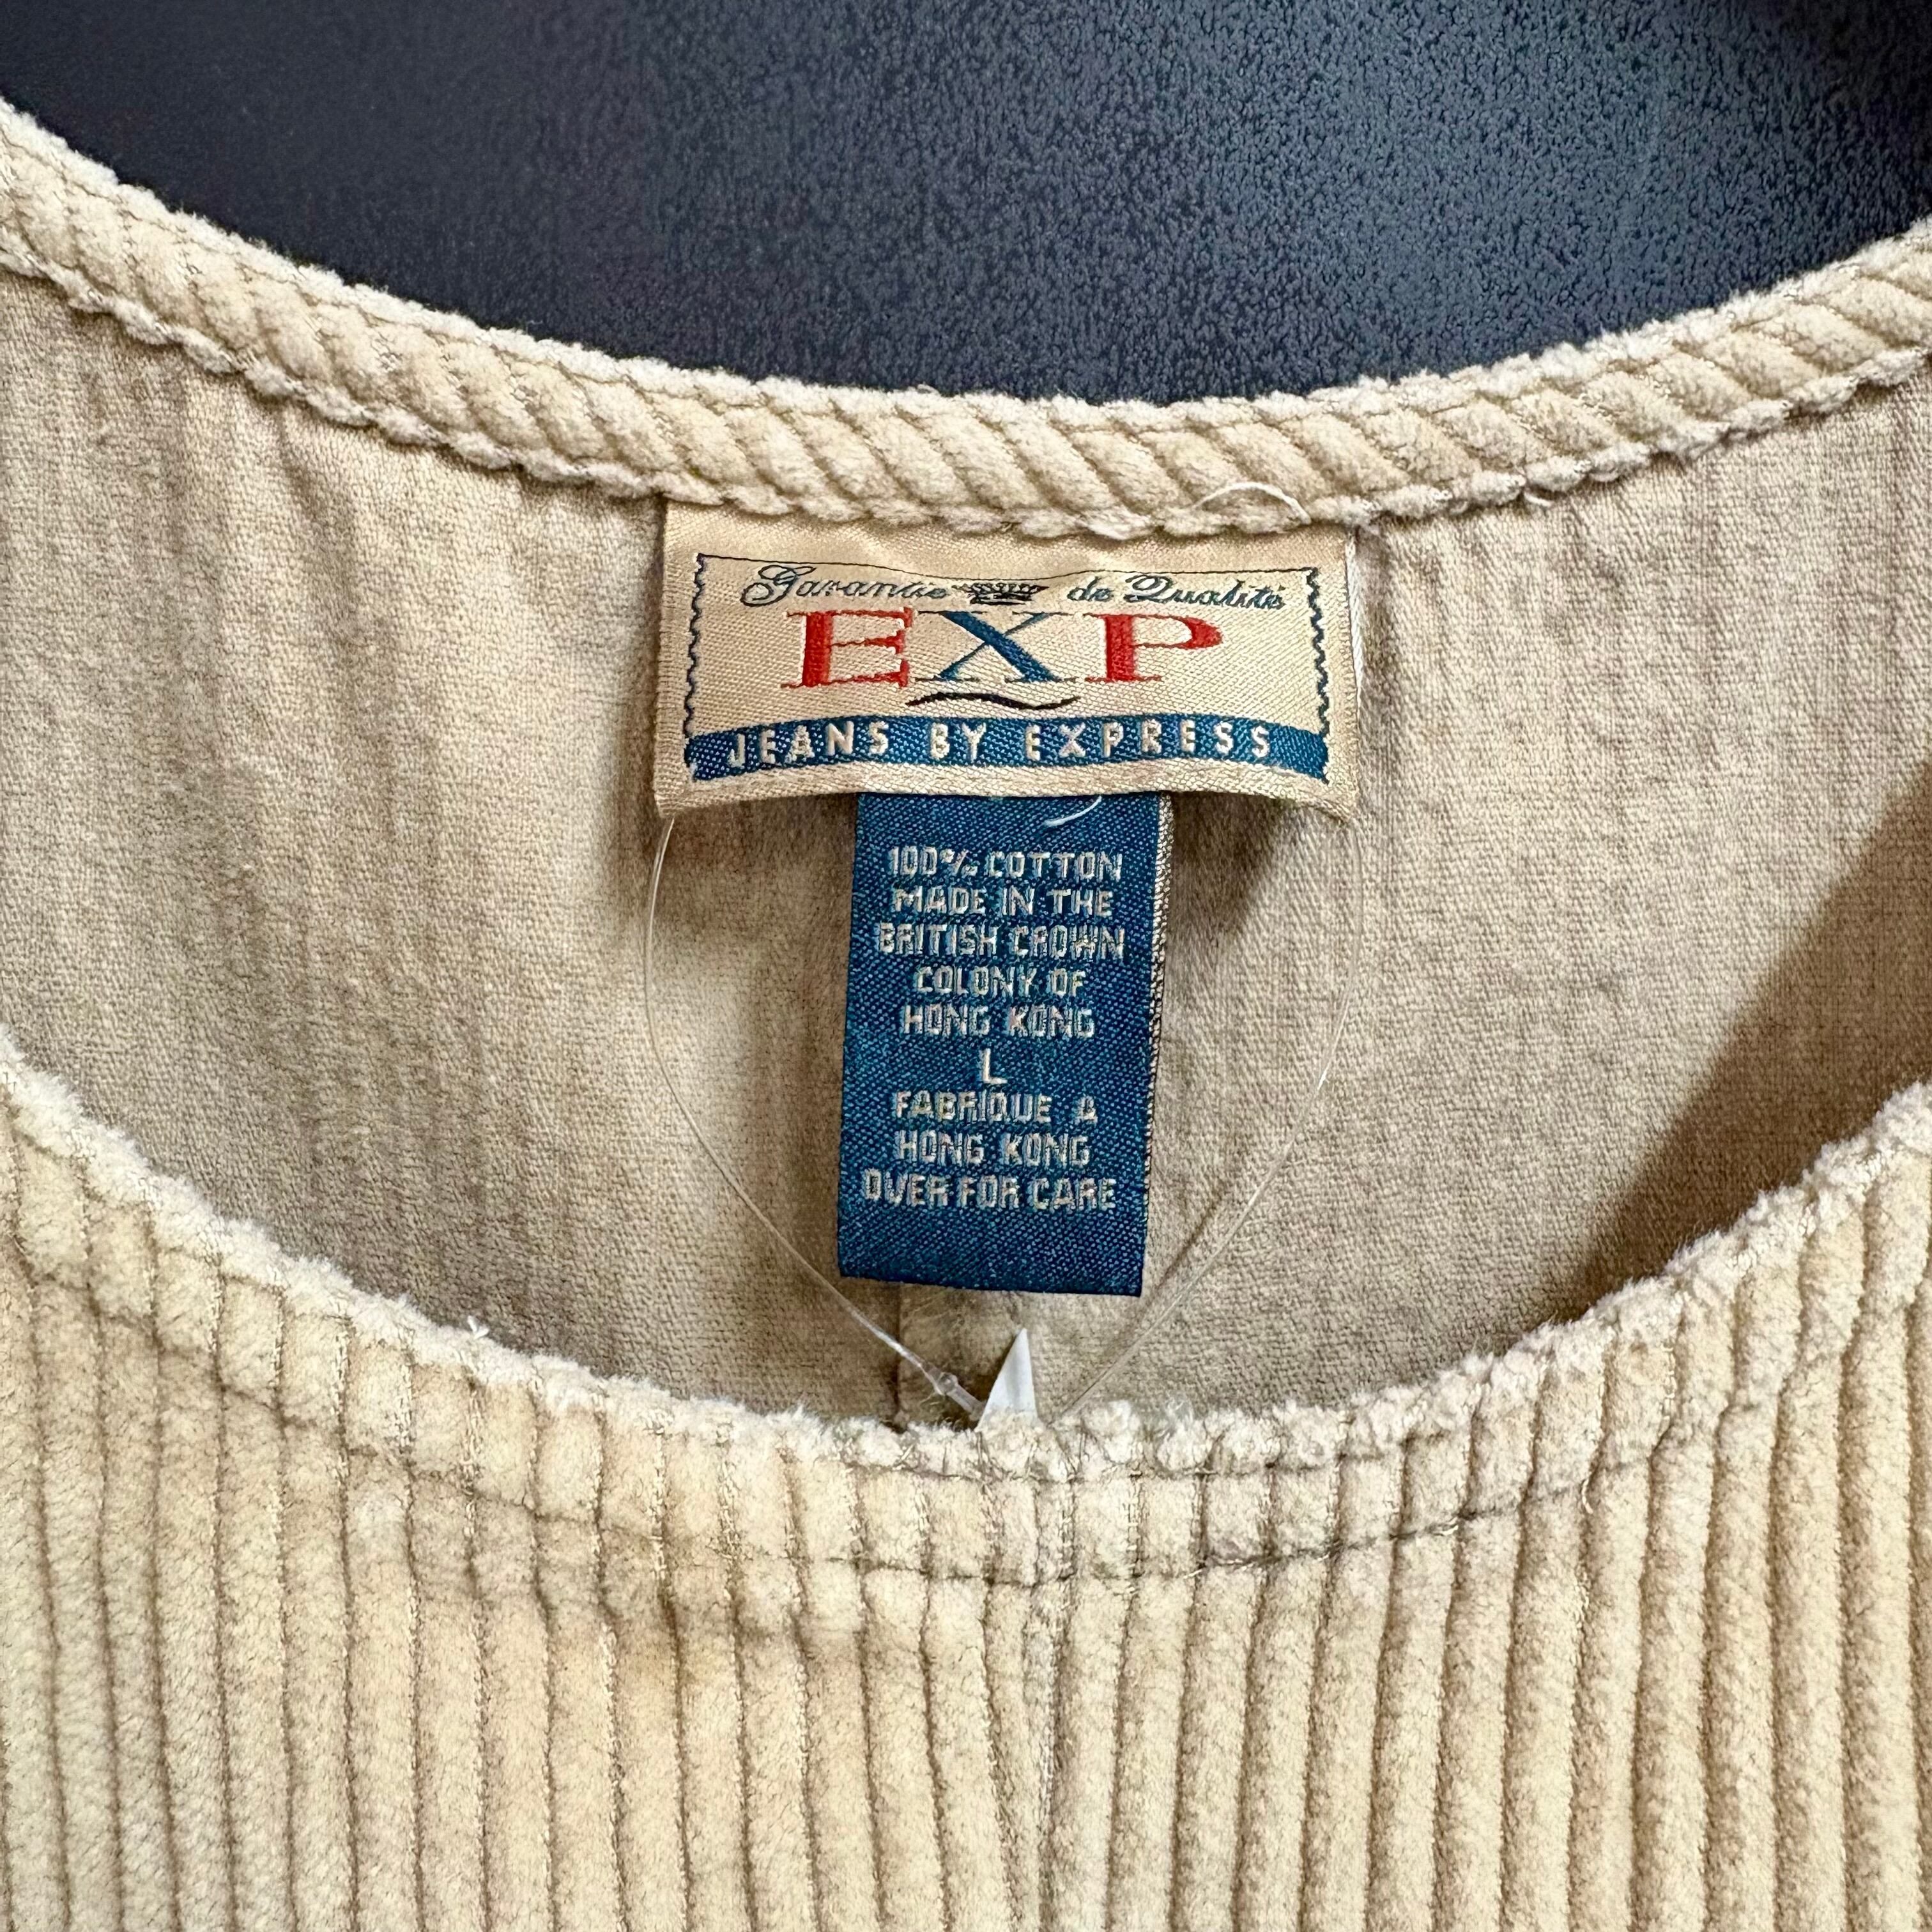 Garantie de Qualité
EXP
JEANS BY EXPRESS
100% COTTON
MADE IN THE
BRITISH CROWN
COLONY OF
HONG KONG
L
FABRIQUE A
HONG KONG
OVER FOR CARE